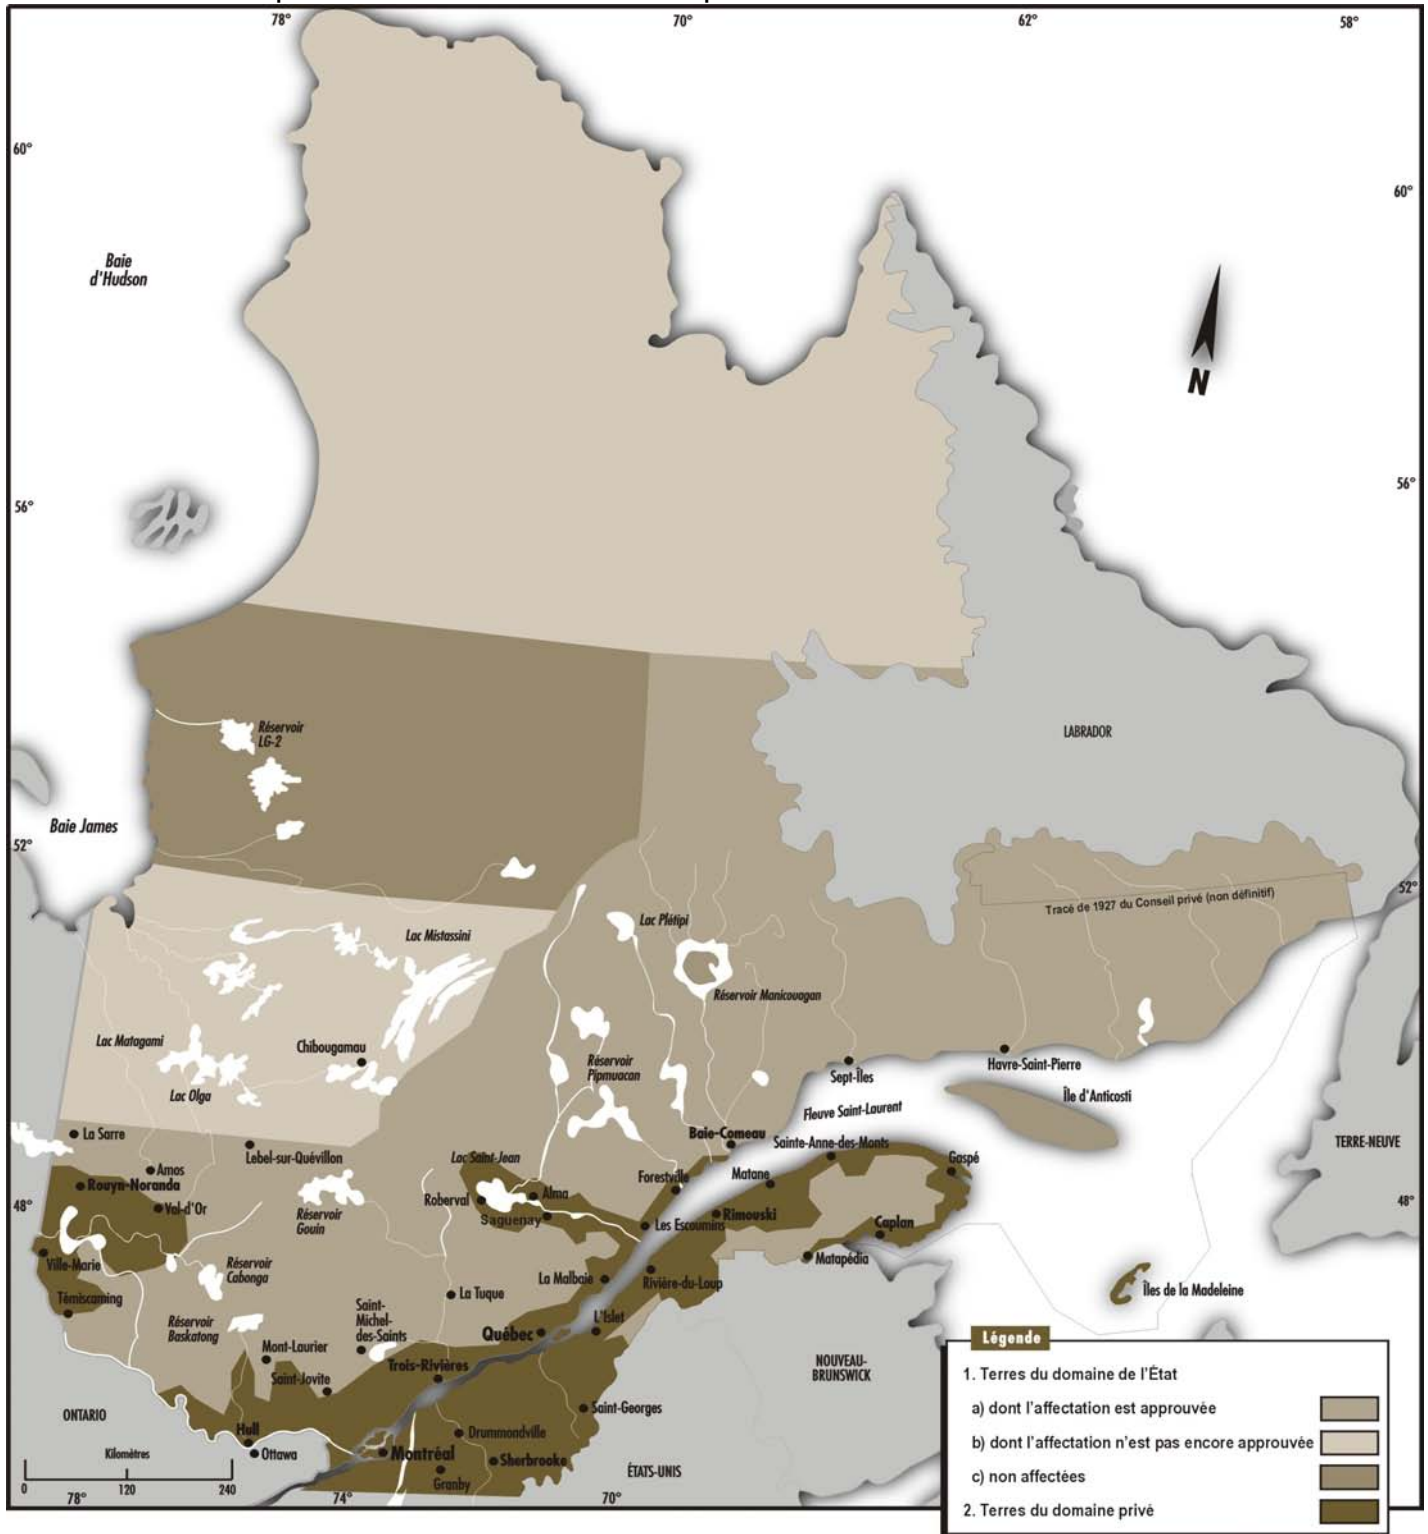 78°
70°
62°
58°
60°
60°
Baie
d'Hudson
N
56°
56°
Réservoir
LG-2
LABRADOR
Baie James
52°
52°
Tracé de 1927 du Conseil privé (non définitif)
Lac Plétipi
Lac Mistassini
Réservoir Manicouagan
Lac Matagami
Chibougamau
Réservoir
Pipmuacan
Havre-Saint-Pierre
Sept-Îles
Lac Olga
Île d'Anticosti
Fleuve Saint-Laurent
La Sarre
Baie-Comeau
Sainte-Anne-des-Monts
TERRE-NEUVE
Lebel-sur-Quévillon
Lac Saint-Jean
Gaspé
Amos
Forestville
Matane
Rouyn-Noranda
Roberval
Alma
Val-d'Or
Réservoir
Gouin
Saguenay
Les Escoumins
Rimouski
Caplan
48°
48°
Ville-Marie
Réservoir
Cabonga
La Malbaie
Rivière-du-Loup
Matapédia
Îles de la Madeleine
Témiscaming
La Tuque
Réservoir
Baskatong
Saint-
Michel
des-Saints
L'Islet
Québec
Mont-Laurier
Trois-Rivières
Saint-Jovite
NOUVEAU-
BRUNSWICK
Saint-Georges
ONTARIO
Hull
Drummondville
Ottawa
Montréal
Sherbrooke
Granby
ÉTATS-UNIS
Kilomètres
0 120 240
78°
74°
70°
Légende
1. Terres du domaine de l'État
a) dont l'affectation est approuvée
b) dont l'affectation n'est pas encore approuvée
c) non affectées
2. Terres du domaine privé